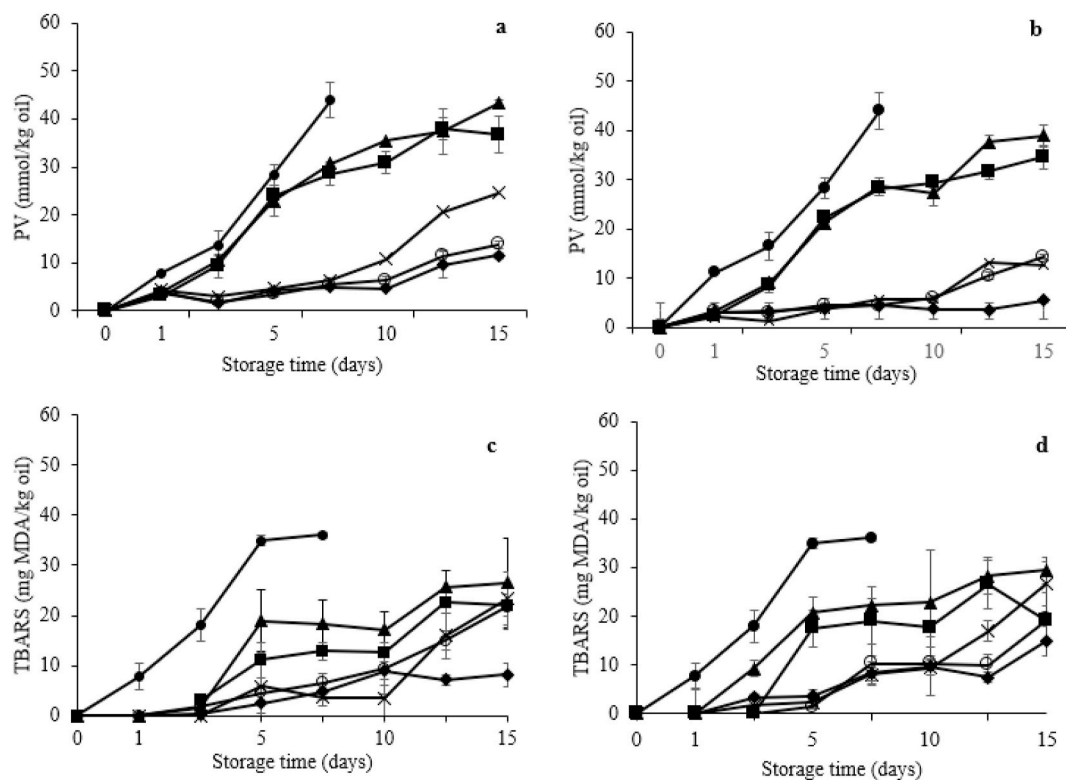 a
60
50
40
30
20
10
0
PV (mmol/kg oil)
0 1 5 10 15
Storage time (days)
b
60
50
40
30
20
10
0
PV (mmol/kg oil)
0 1 5 10 15
Storage time (days)
c
60
50
40
30
20
10
0
TBARS (mg MDA/kg oil)
0 1 5 10 15
Storage time (days)
d
60
50
40
30
20
10
0
TBARS (mg MDA/kg oil)
0 1 5 10 15
Storage time (days)